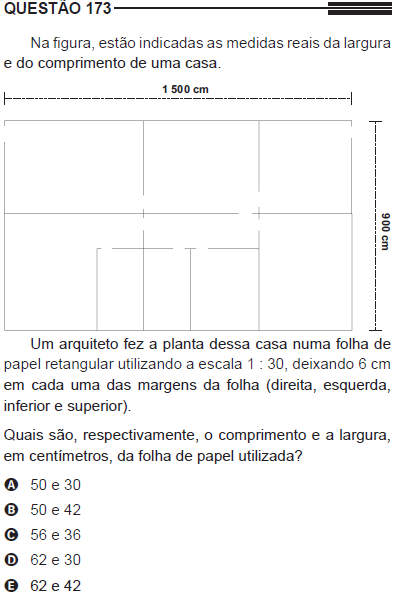 QUESTÃO 173
Na figura, estão indicadas as medidas reais da largura
e do comprimento de uma casa.
1 500 cm
900 cm
Um arquiteto fez a planta dessa casa numa folha de
papel retangular utilizando a escala 1 : 30, deixando 6 cm
em cada uma das margens da folha (direita, esquerda,
inferior e superior).
Quais são, respectivamente, o comprimento e a largura,
em centímetros, da folha de papel utilizada?
A 50 e 30
B 50 e 42
C 56 e 36
D 62 e 30
E 62 e 42